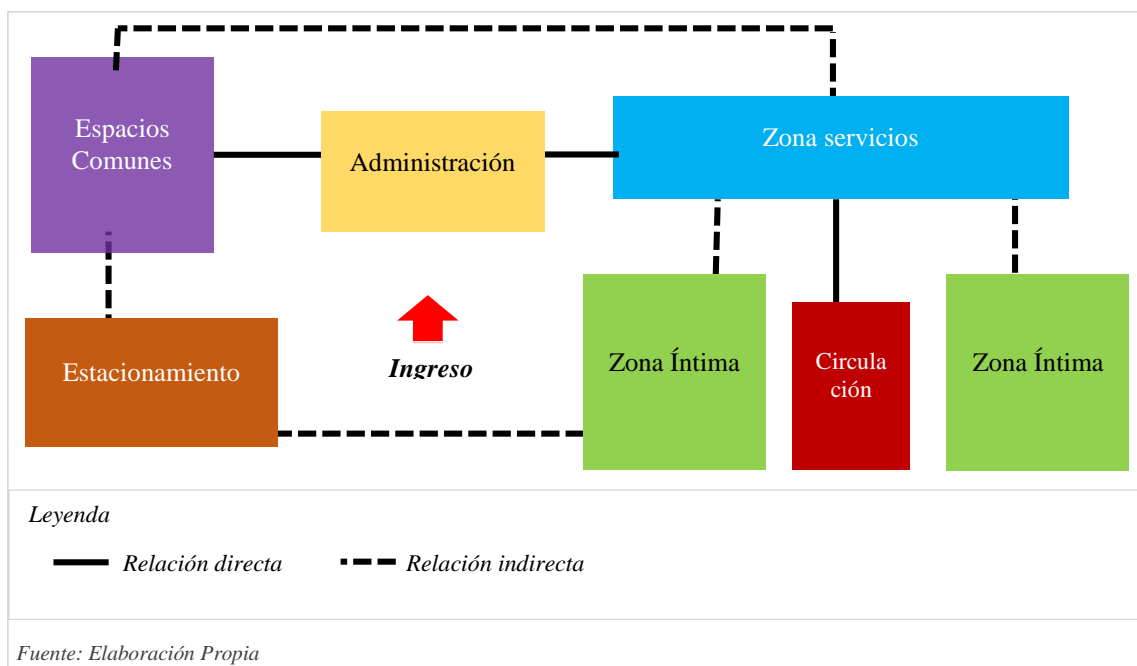 Espacios
Comunes
Administración
Zona servicios
Estacionamiento
Ingreso
Zona Íntima
Circula
ción
Zona Íntima
Leyenda
Relación directa
Relación indirecta
Fuente: Elaboración Propia